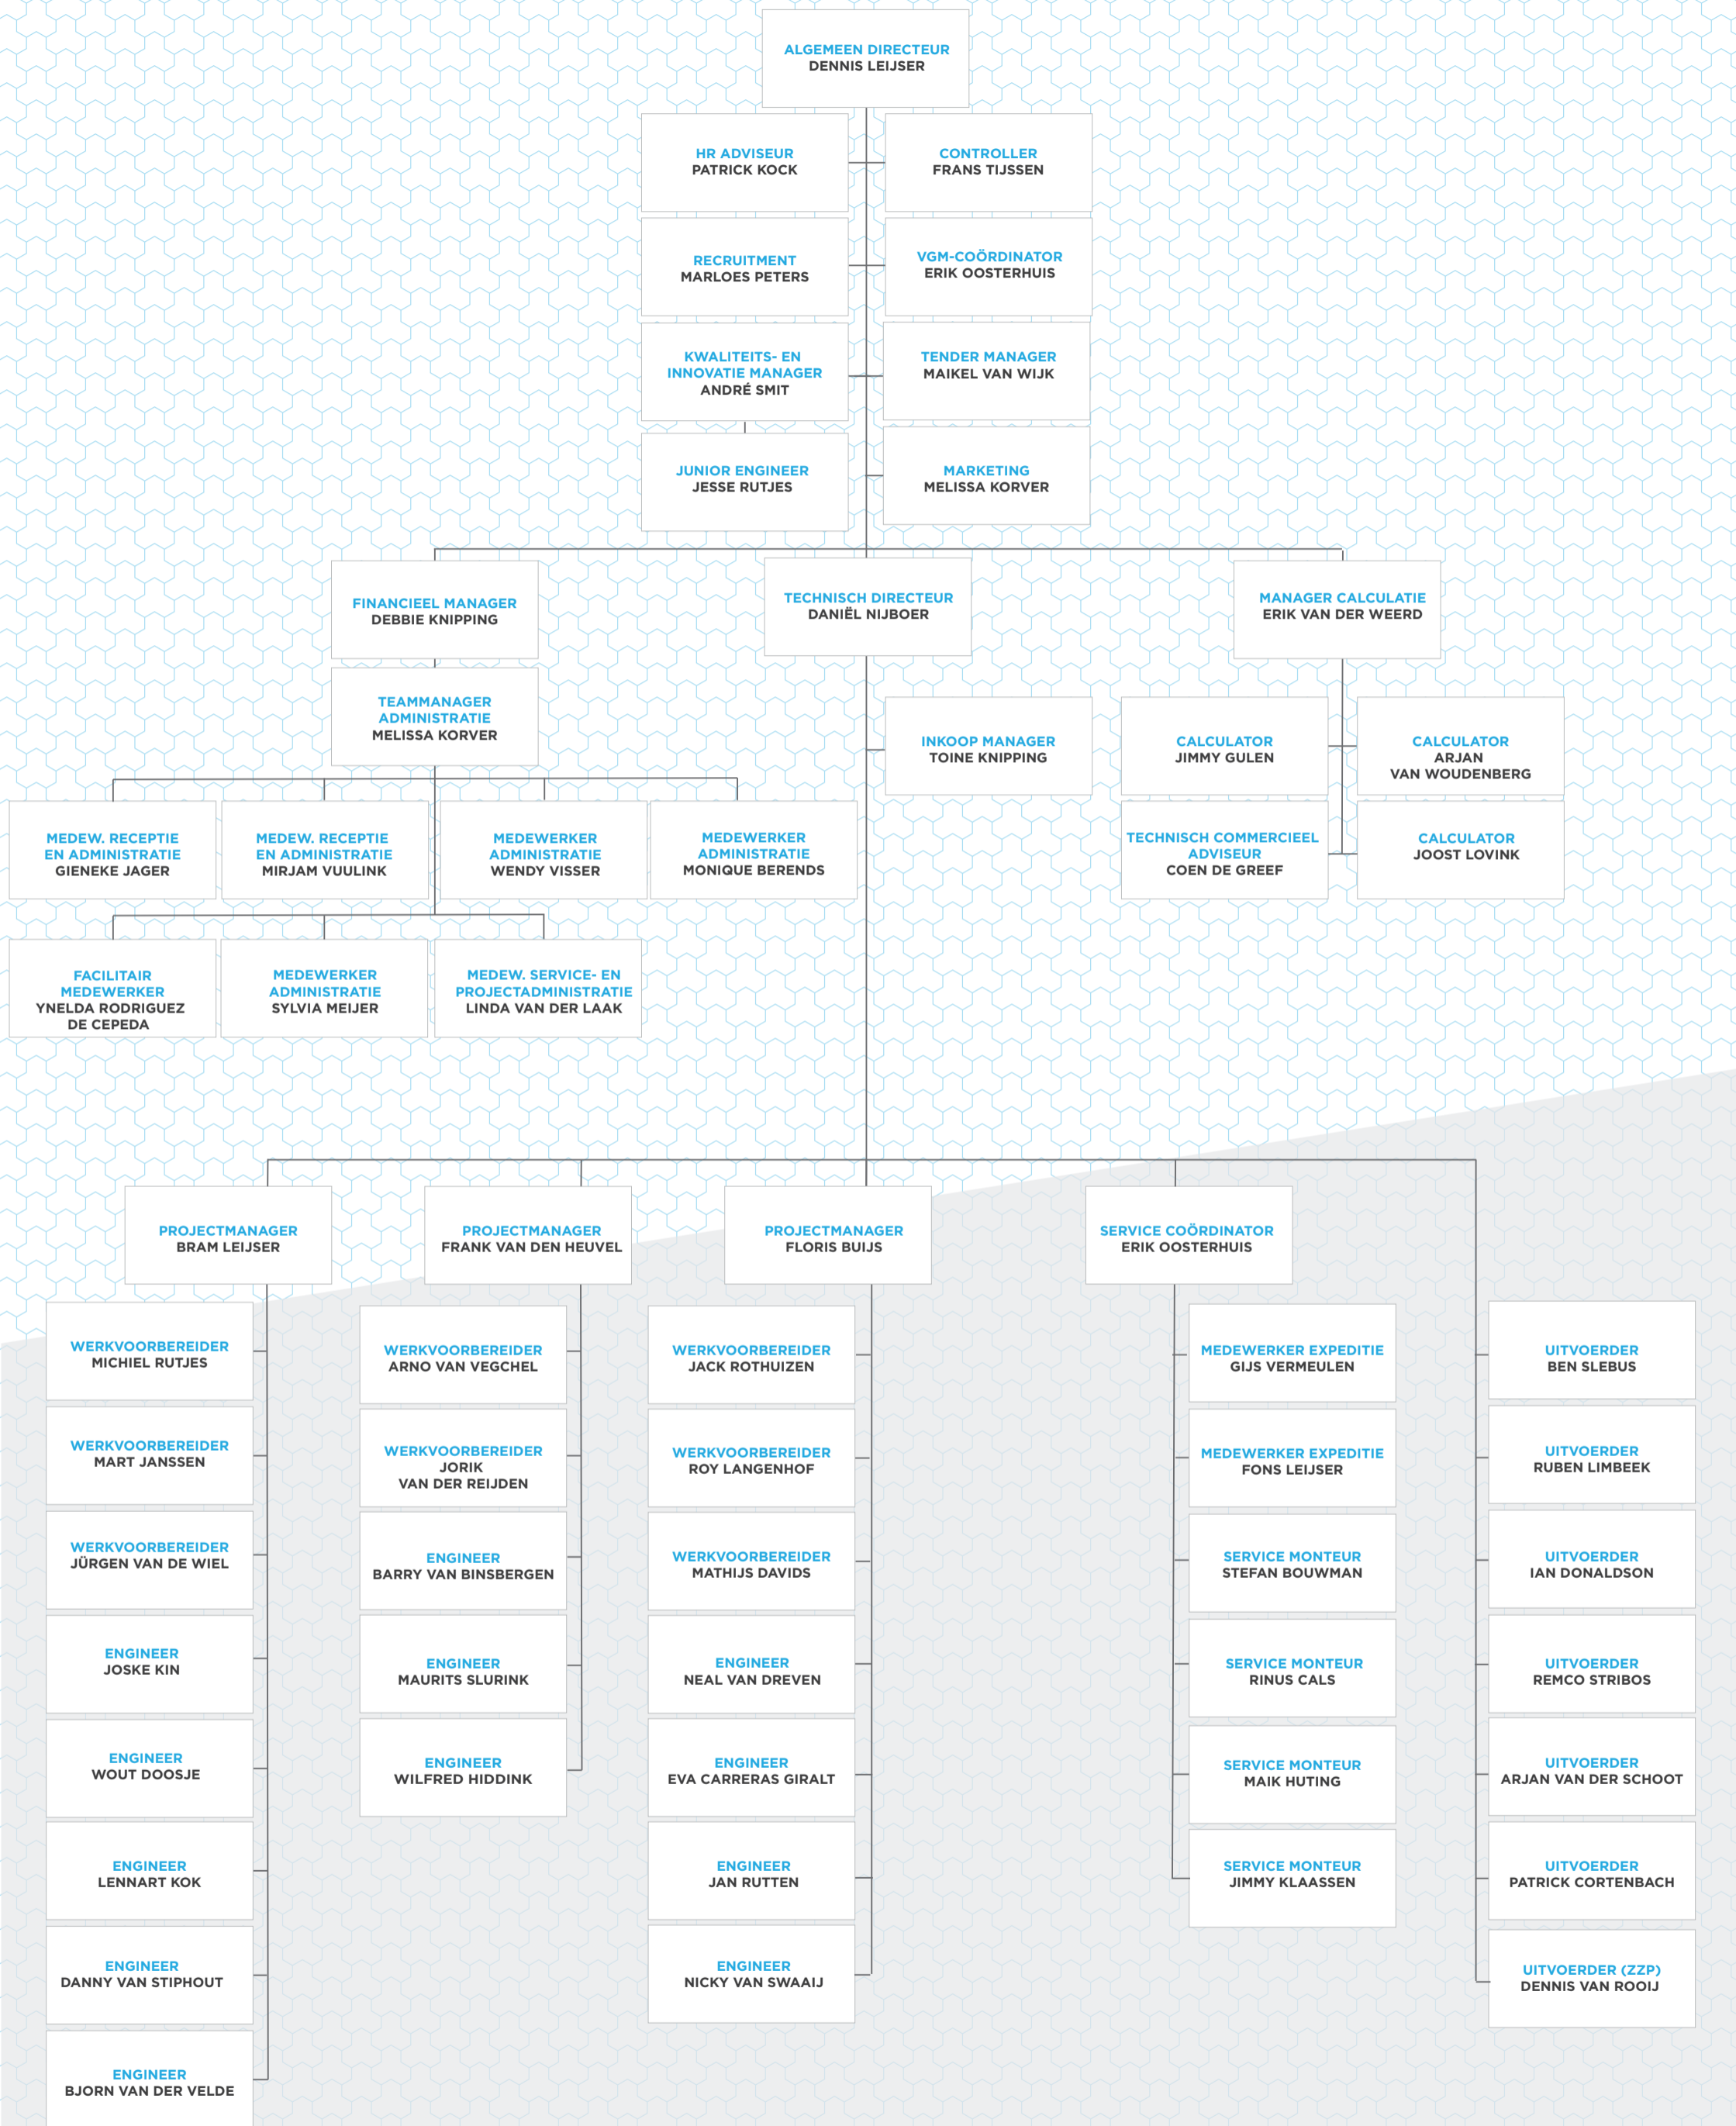 ALGEMEEN DIRECTEUR
DENNIS LEIJSER
HR ADVISEUR
PATRICK KOCK
CONTROLLER
FRANS TIJSSEN
RECRUITMENT
MARLOES PETERS
VGM-COÖRDINATOR
ERIK OOSTERHUIS
KWALITEITS- EN
INNOVATIE MANAGER
ANDRÉ SMIT
TENDER MANAGER
MAIKEL VAN WIJK
JUNIOR ENGINEER
JESSE RUTJES
MARKETING
MELISSA KORVER
FINANCIEEL MANAGER
DEBBIE KNIPPING
TECHNISCH DIRECTEUR
DANIËL NIJBOER
MANAGER CALCULATIE
ERIK VAN DER WEERD
TEAMMANAGER
ADMINISTRATIE
MELISSA KORVER
INKOOP MANAGER
TOINE KNIPPING
CALCULATOR
JIMMY GULEN
CALCULATOR
ARJAN
VAN WOUDENBERG
MEDEW. RECEPTIE
EN ADMINISTRATIE
GIENEKE JAGER
MEDEW. RECEPTIE
EN ADMINISTRATIE
MIRJAM VUULINK
MEDEWERKER
ADMINISTRATIE
WENDY VISSER
MEDEWERKER
ADMINISTRATIE
MONIQUE BERENDS
TECHNISCH COMMERCIEEL
ADVISEUR
COEN DE GREEF
CALCULATOR
JOOST LOVINK
FACILITAIR
MEDEWERKER
YNELDA RODRIGUEZ
DE CEPEDA
MEDEWERKER
ADMINISTRATIE
SYLVIA MEIJER
MEDEW. SERVICE- EN
PROJECTADMINISTRATIE
LINDA VAN DER LAAK
PROJECTMANAGER
BRAM LEIJSER
PROJECTMANAGER
FRANK VAN DEN HEUVEL
PROJECTMANAGER
FLORIS BUIJS
SERVICE COÖRDINATOR
ERIK OOSTERHUIS
WERKVOORBEREIDER
MICHIEL RUTJES
WERKVOORBEREIDER
MART JANSSEN
WERKVOORBEREIDER
JÜRGEN VAN DE WIEL
ENGINEER
JOSKE KIN
ENGINEER
WOUT DOOSJE
ENGINEER
LENNART KOK
ENGINEER
DANNY VAN STIPHOUT
ENGINEER
BJORN VAN DER VELDE
WERKVOORBEREIDER
ARNO VAN VEGCHEL
WERKVOORBEREIDER
JORIK
VAN DER REIJDEN
ENGINEER
BARRY VAN BINSBERGEN
ENGINEER
MAURITS SLURINK
ENGINEER
WILFRED HIDDINK
WERKVOORBEREIDER
JACK ROTHUIZEN
WERKVOORBEREIDER
ROY LANGENHOF
WERKVOORBEREIDER
MATHIJS DAVIDS
ENGINEER
NEAL VAN DREVEN
ENGINEER
EVA CARRERAS GIRALT
ENGINEER
JAN RUTTEN
ENGINEER
NICKY VAN SWAAIJ
MEDEWERKER EXPEDITIE
GIJS VERMEULEN
MEDEWERKER EXPEDITIE
FONS LEIJSER
SERVICE MONTEUR
STEFAN BOUWMAN
SERVICE MONTEUR
RINUS CALS
SERVICE MONTEUR
MAIK HUTING
SERVICE MONTEUR
JIMMY KLAASSEN
UITVOERDER
BEN SLEBUS
UITVOERDER
RUBEN LIMBEEK
UITVOERDER
IAN DONALDSON
UITVOERDER
REMCO STRIBOS
UITVOERDER
ARJAN VAN DER SCHOOT
UITVOERDER
PATRICK CORTENBACH
UITVOERDER (ZZP)
DENNIS VAN ROOIJ